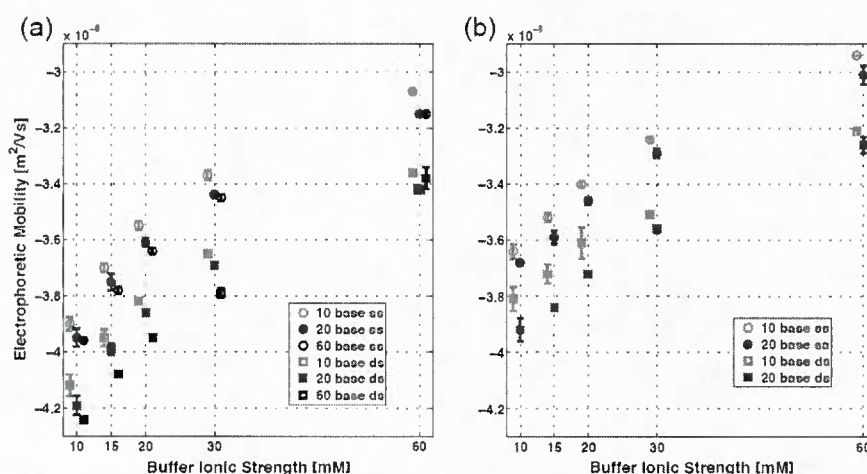 (a)
× 10⁻⁸
Electrophoretic Mobility [m²/Vs]
−3
−3.2
−3.4
−3.6
−3.8
−4
−4.2
10 15 20 30 60
Buffer Ionic Strength [mM]
10 base ss
20 base ss
60 base ss
10 base ds
20 base ds
60 base ds
(b)
× 10⁻⁸
−3
−3.2
−3.4
−3.6
−3.8
−4
−4.2
10 15 20 30 60
Buffer Ionic Strength [mM]
10 base ss
20 base ss
10 base ds
20 base ds